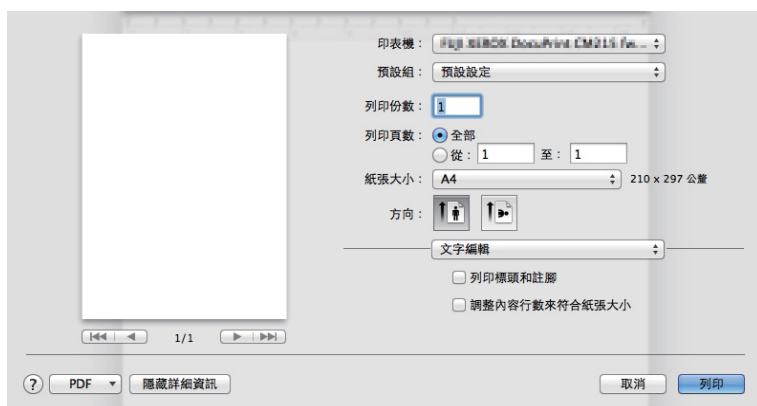 印表機：
預設組： 預設設定
列印份數： 1
列印頁數： 全部
從： 1 至： 1
紙張大小： A4 210 x 297 公釐
方向：
文字編輯
列印標頭和註腳
調整內容行數來符合紙張大小
1/1
? PDF 隱藏詳細資訊 取消 列印